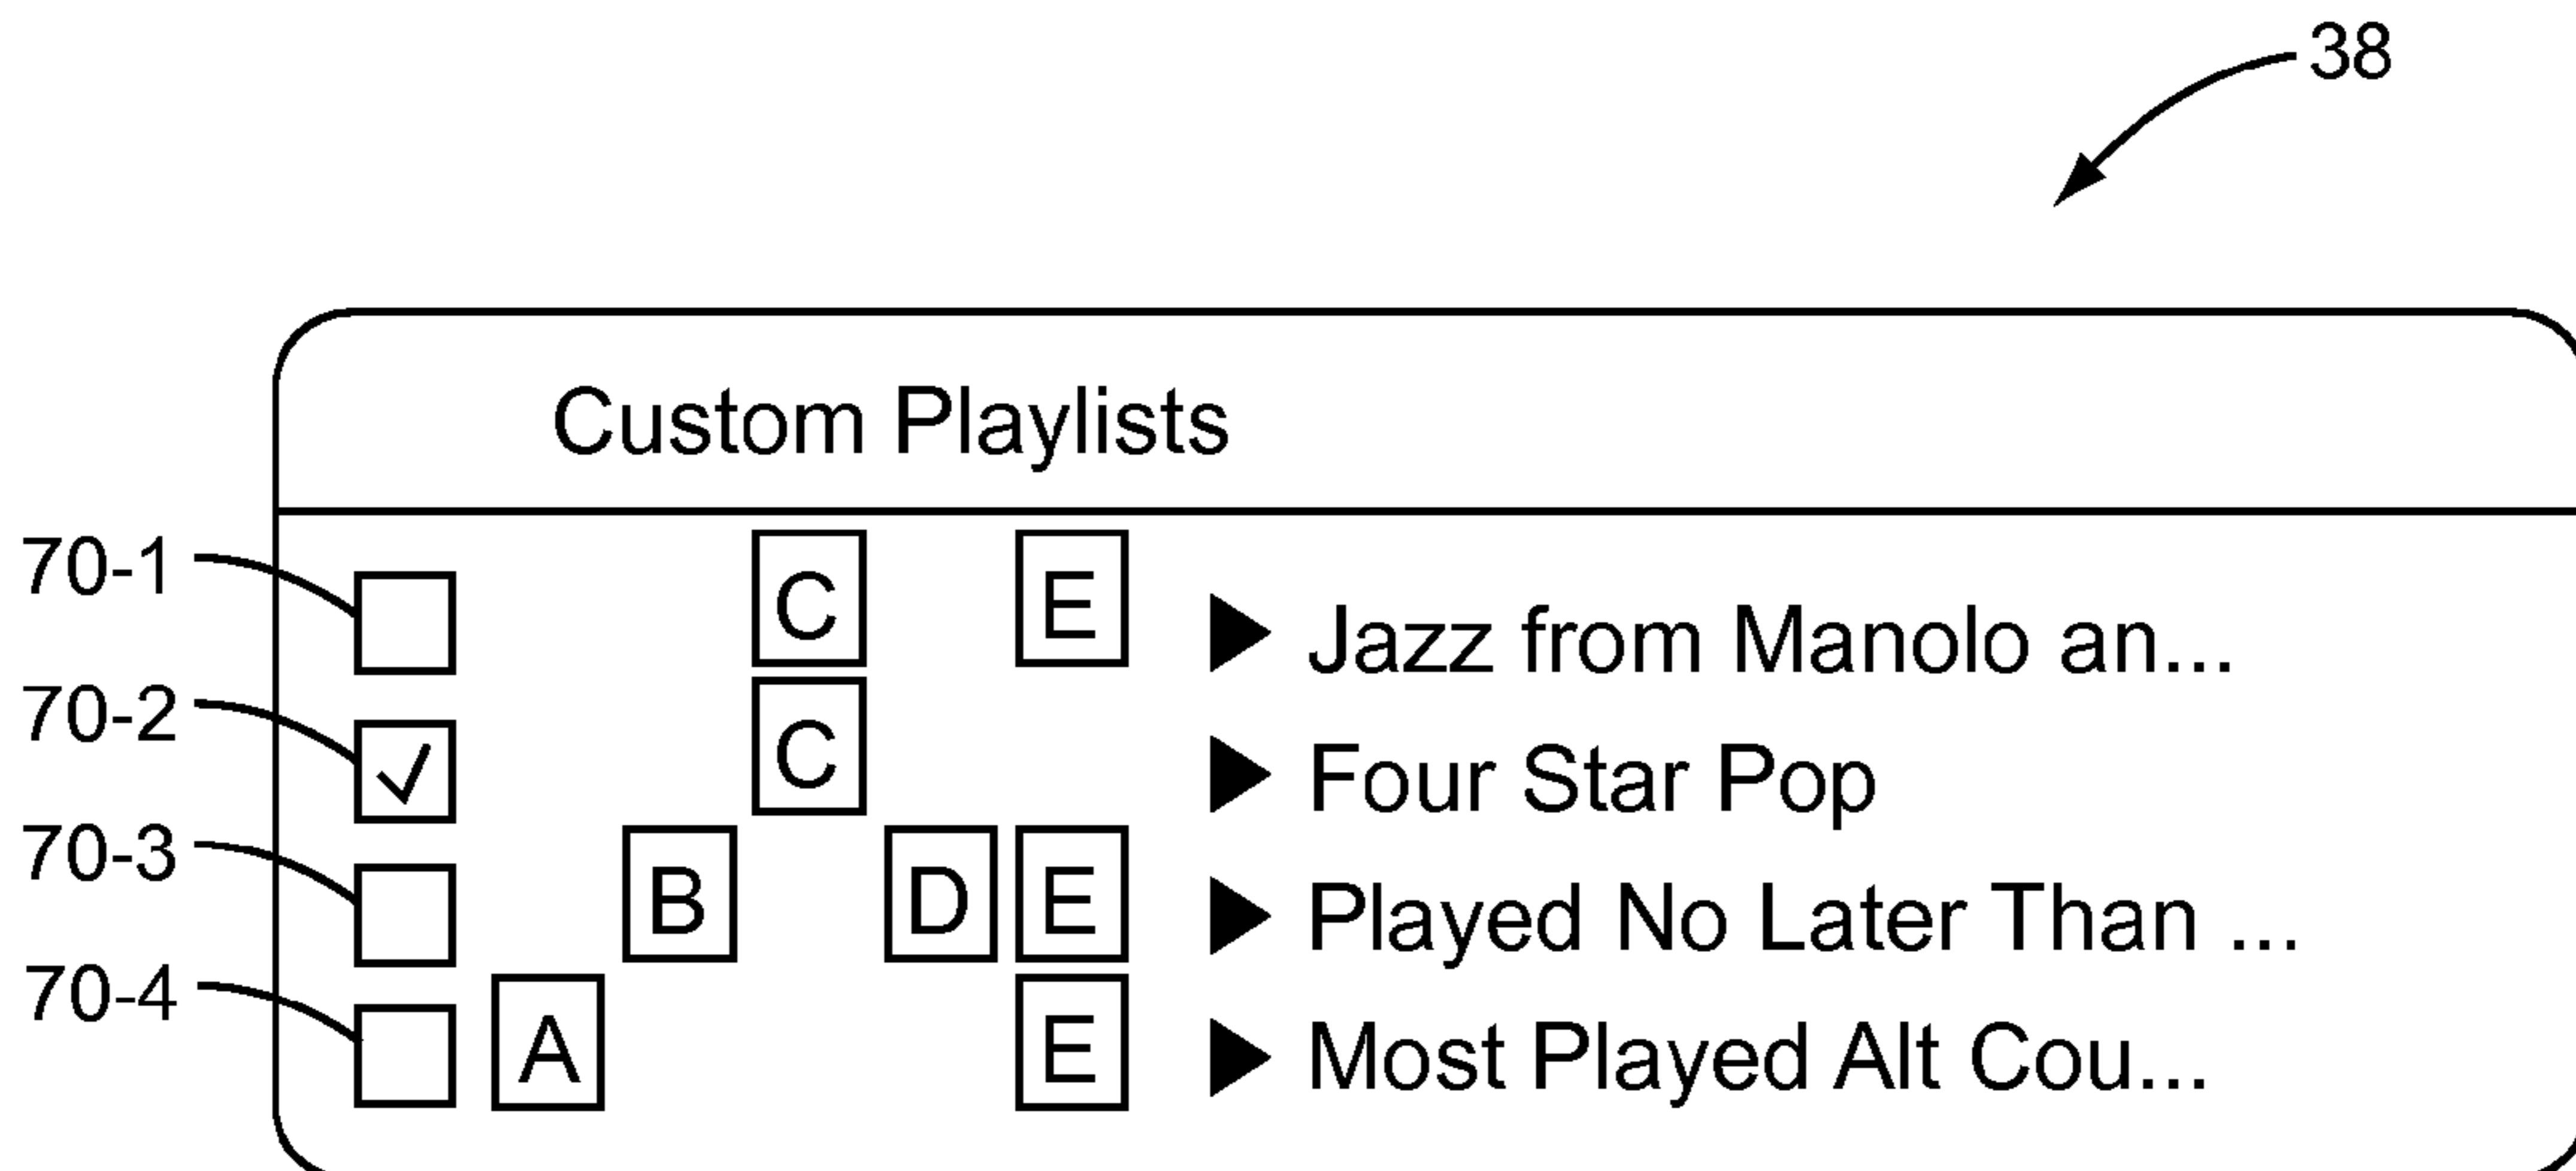 38
Custom Playlists
70-1 C E Jazz from Manolo an...
70-2 C Four Star Pop
70-3 B D E Played No Later Than ...
70-4 A E Most Played Alt Cou...